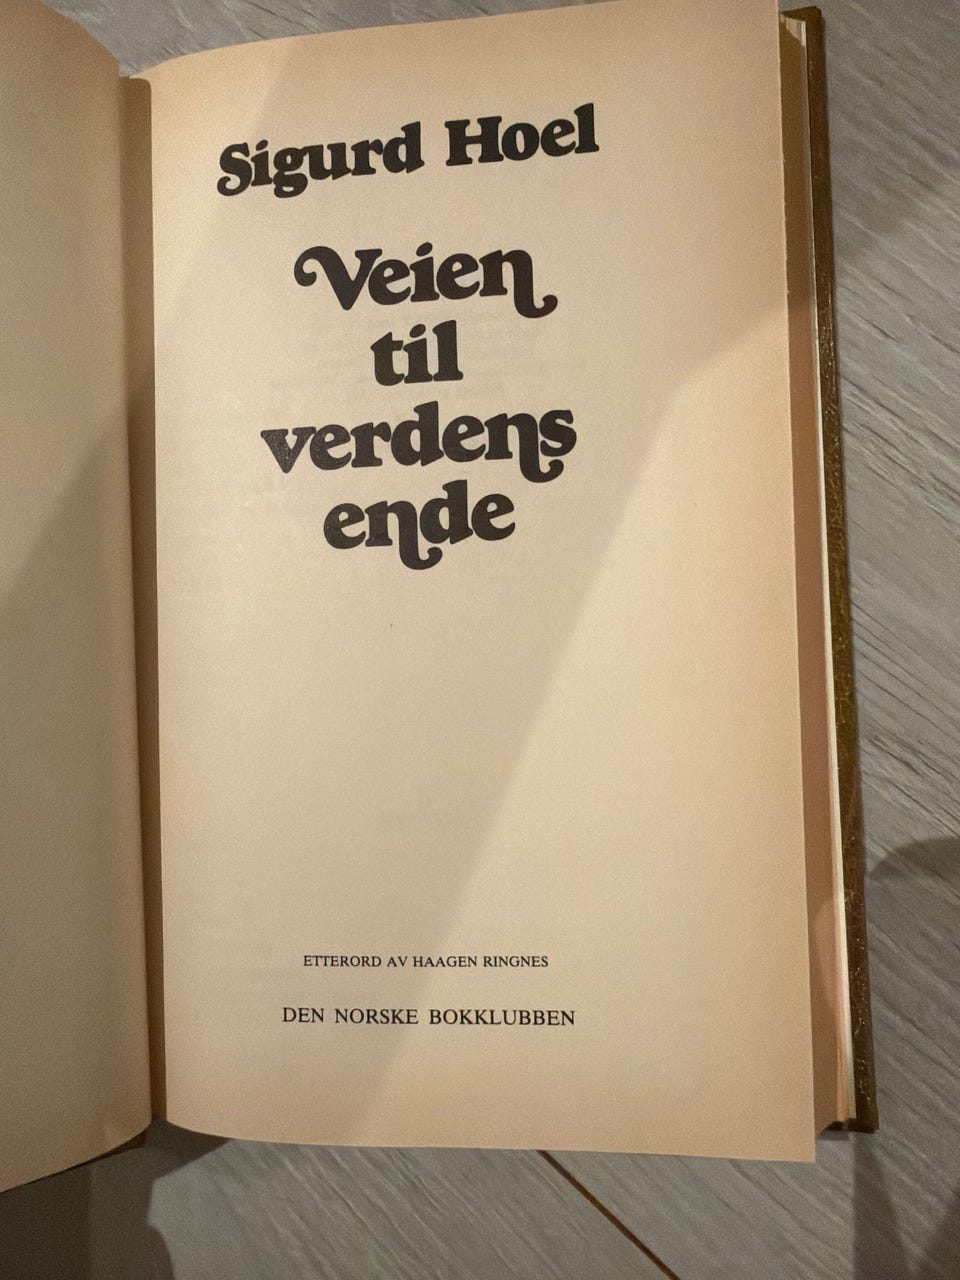 Sigurd Hoel
Veien
til
verdens
ende
ETTERORD AV HAAGEN RINGNES
DEN NORSKE BOKKLUBBEN